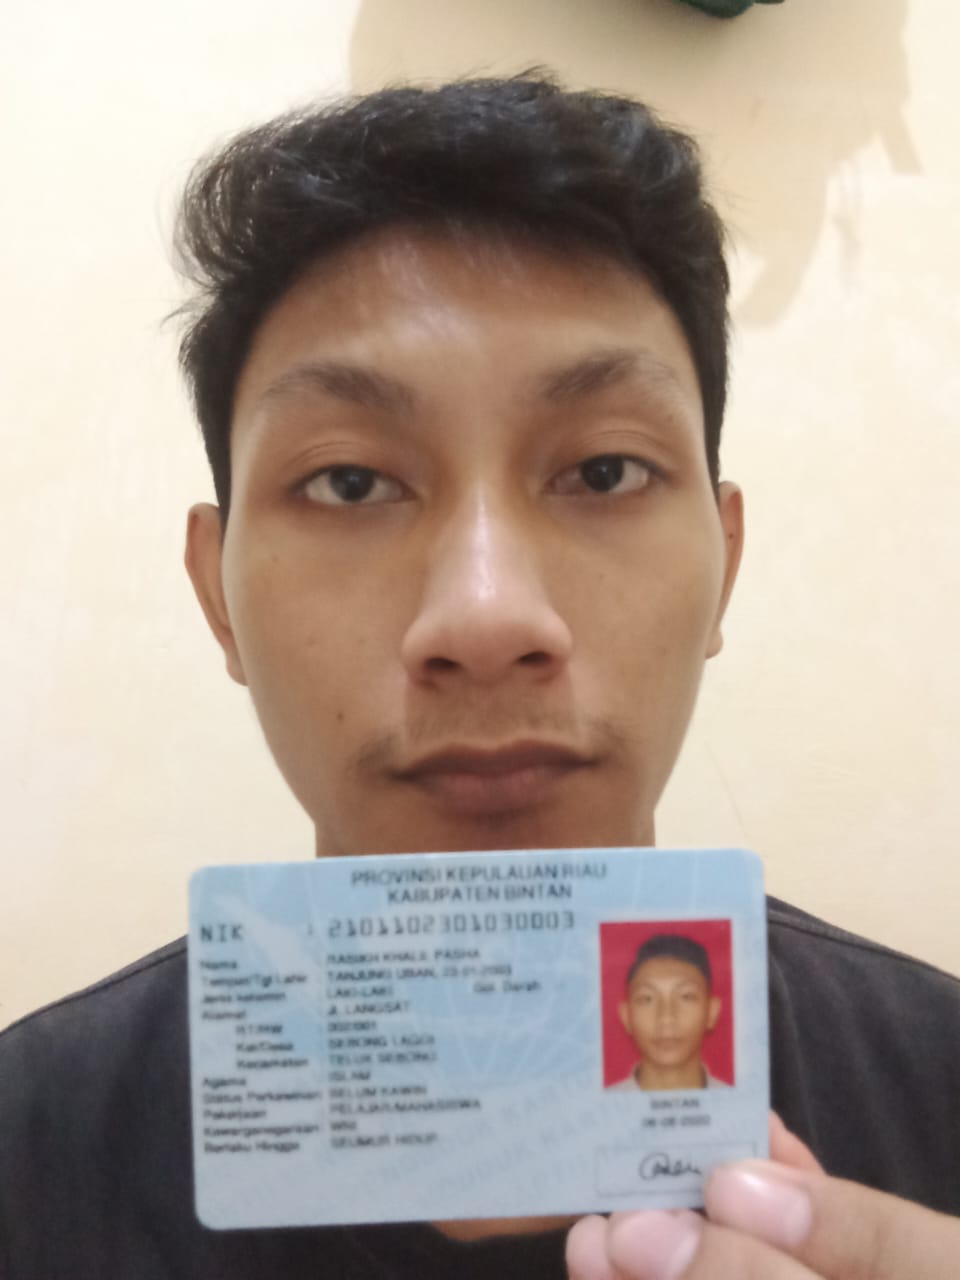 PROVINSI KEPULAUAN RIAU
KABUPATEN BINTAN
NIK : 2101102301030003
Nama : RASIKH KHALIL PASHA
Tempat/Tgl Lahir : TANJUNG UBAN, 23-01-2003
Jenis kelamin : LAKI-LAKI Gol. Darah -
Alamat : JL LANGSAT
RT/RW : 002/001
Kel/Desa : SEBONG LAGOI
Kecamatan : TELUK SEBONG
Agama : ISLAM
Status Perkawinan : BELUM KAWIN
Pekerjaan : PELAJAR/MAHASISWA
Kewarganegaraan : WNI
Berlaku Hingga : SEUMUR HIDUP
BINTAN